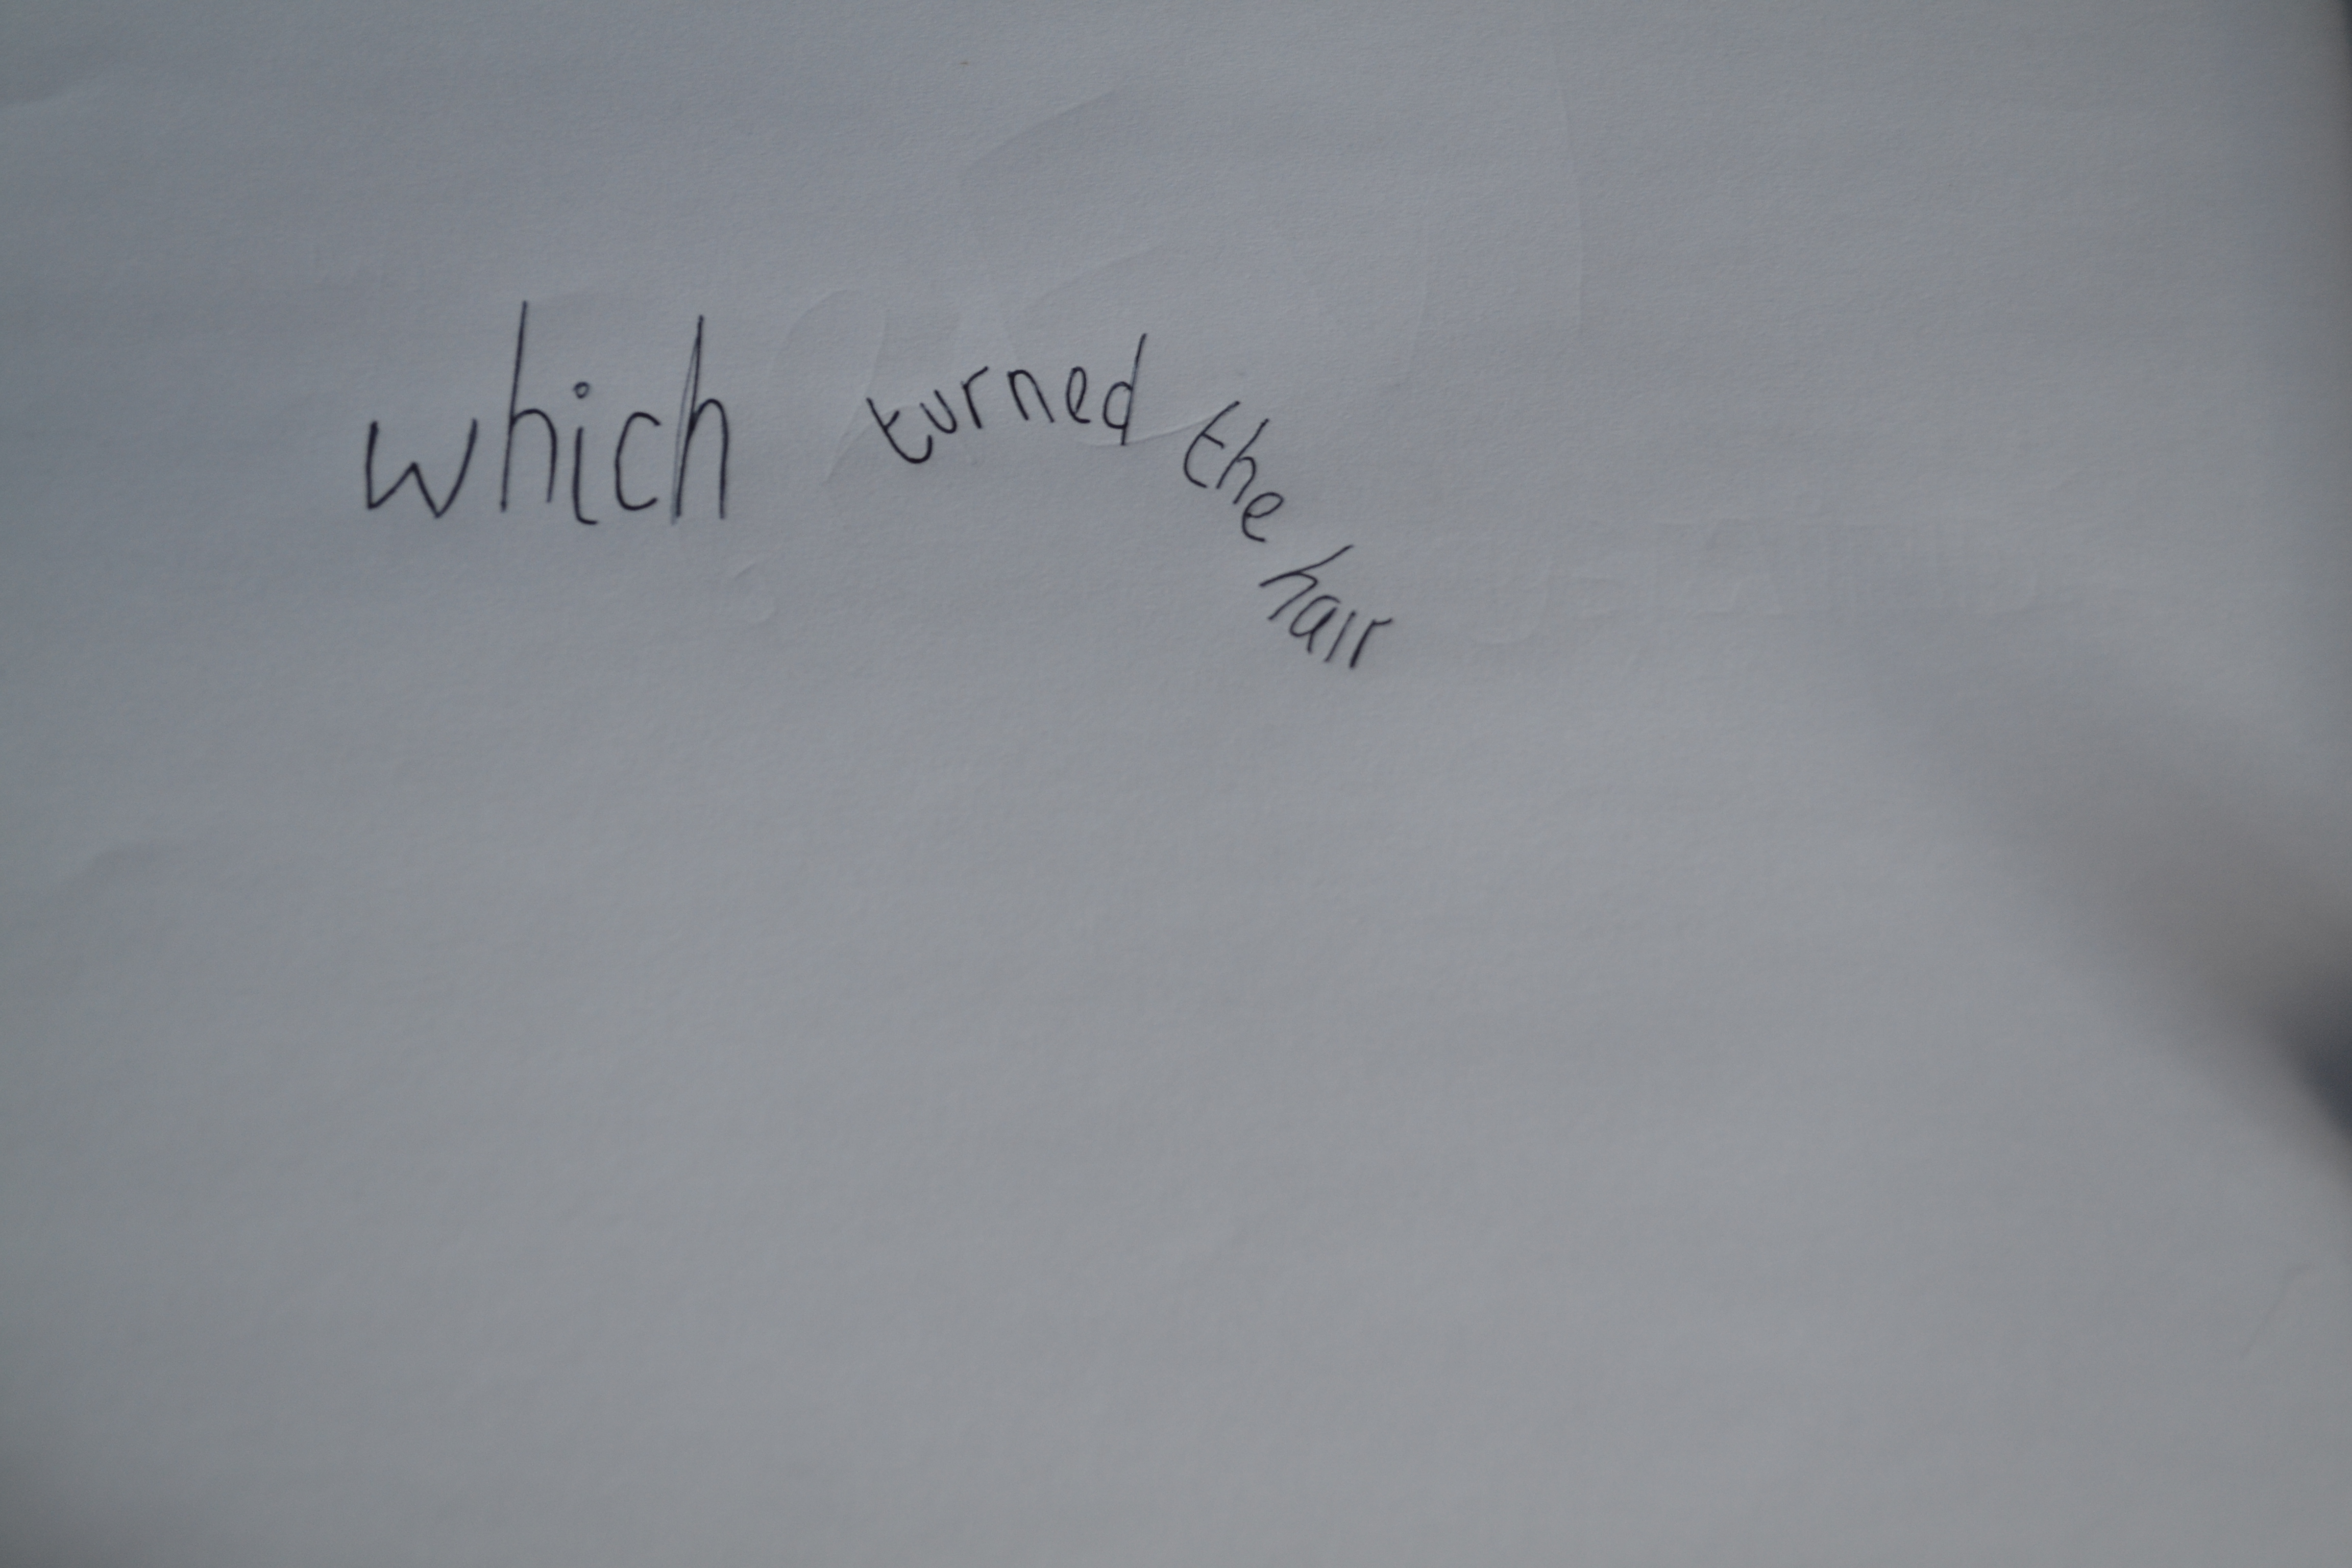 which turned the hair